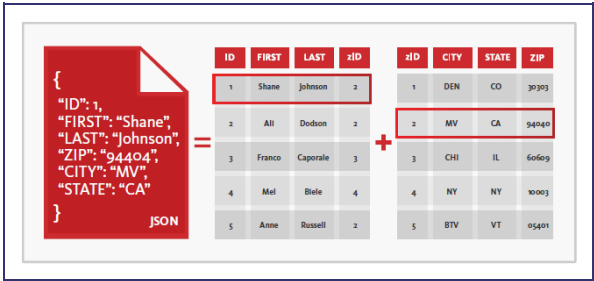 {
"ID": 1,
"FIRST": "Shane",
"LAST": "Johnson",
"ZIP": "94404",
"CITY": "MV",
"STATE": "CA"
}
JSON
=
ID FIRST LAST zID
1 Shane Johnson 2
2 Ali Dodson 2
3 Franco Caporale 3
4 Mel Biele 4
5 Anne Russell 2
+
zID CITY STATE ZIP
1 DEN CO 30303
2 MV CA 94040
3 CHI IL 60609
4 NY NY 10003
5 BTV VT 05401